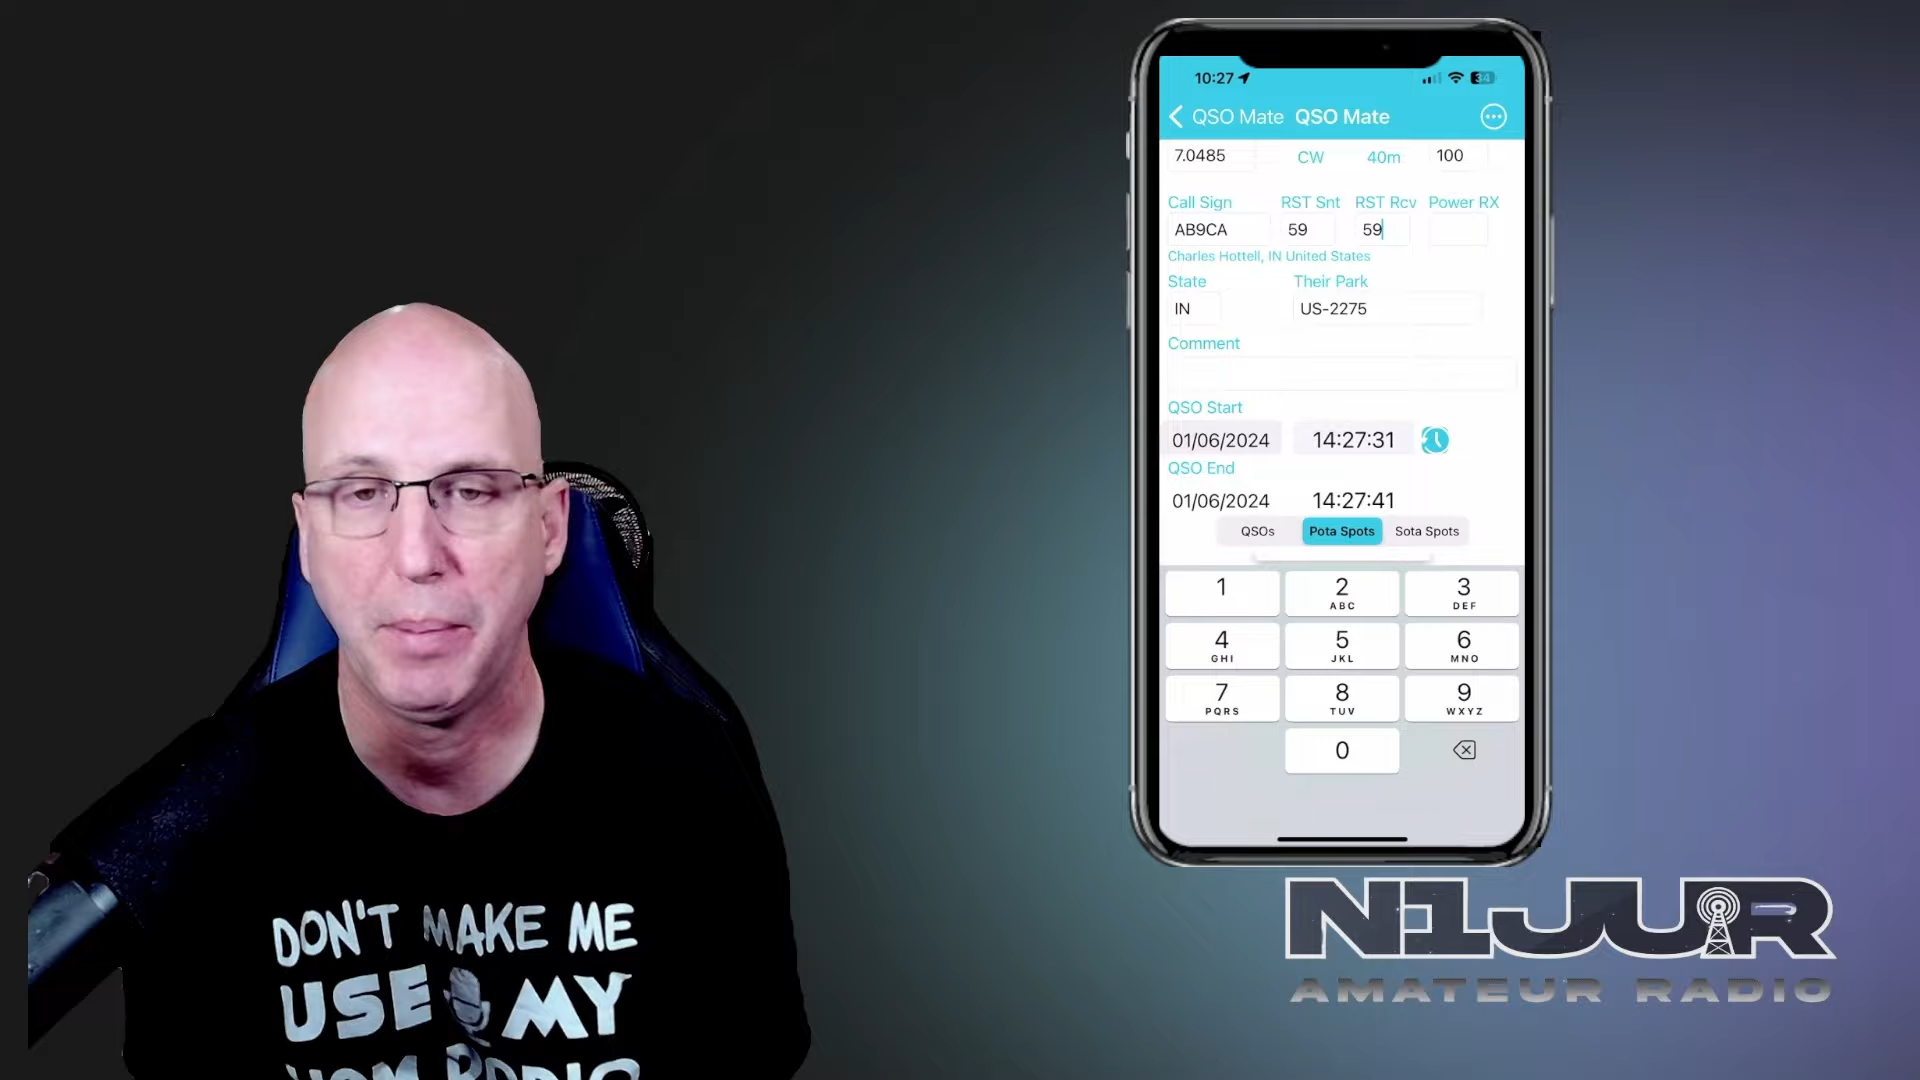 10:27
34
QSO Mate QSO Mate
7.0485 CW 40m 100
Call Sign RST Snt RST Rcv Power RX
AB9CA 59 59
Charles Hottell, IN United States
State Their Park
IN US-2275
Comment
QSO Start
01/06/2024 14:27:31
QSO End
01/06/2024 14:27:41
QSOs Pota Spots Sota Spots
1 2 3
ABC DEF
4 5 6
GHI JKL MNO
7 8 9
PQRS TUV WXYZ
0
N1JUR
AMATEUR RADIO
DON'T MAKE ME
USE MY
HAM RADIO